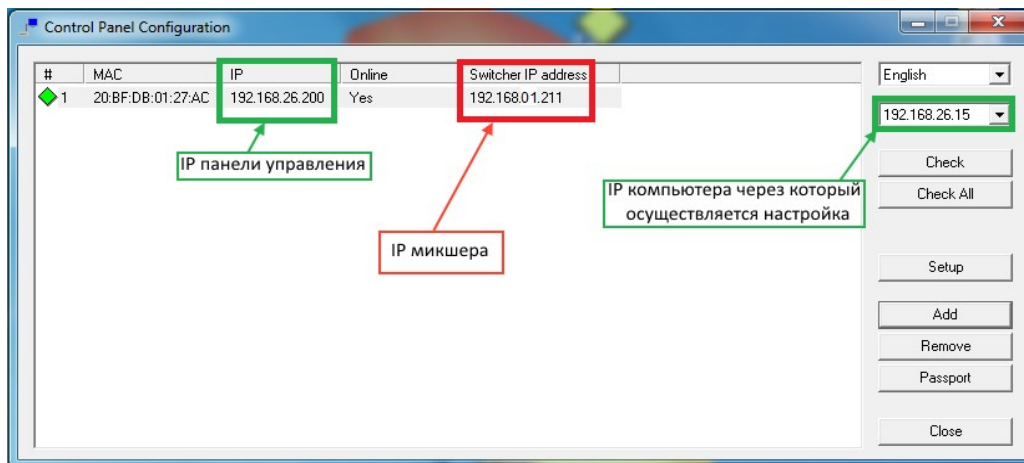 Control Panel Configuration
# MAC IP Online Switcher IP address
1 20:BF:DB:01:27:AC 192.168.26.200 Yes 192.168.01.211
English
192.168.26.15
IP панели управления
IP компьютера через который
осуществляется настройка
IP микшера
Check
Check All
Setup
Add
Remove
Passport
Close